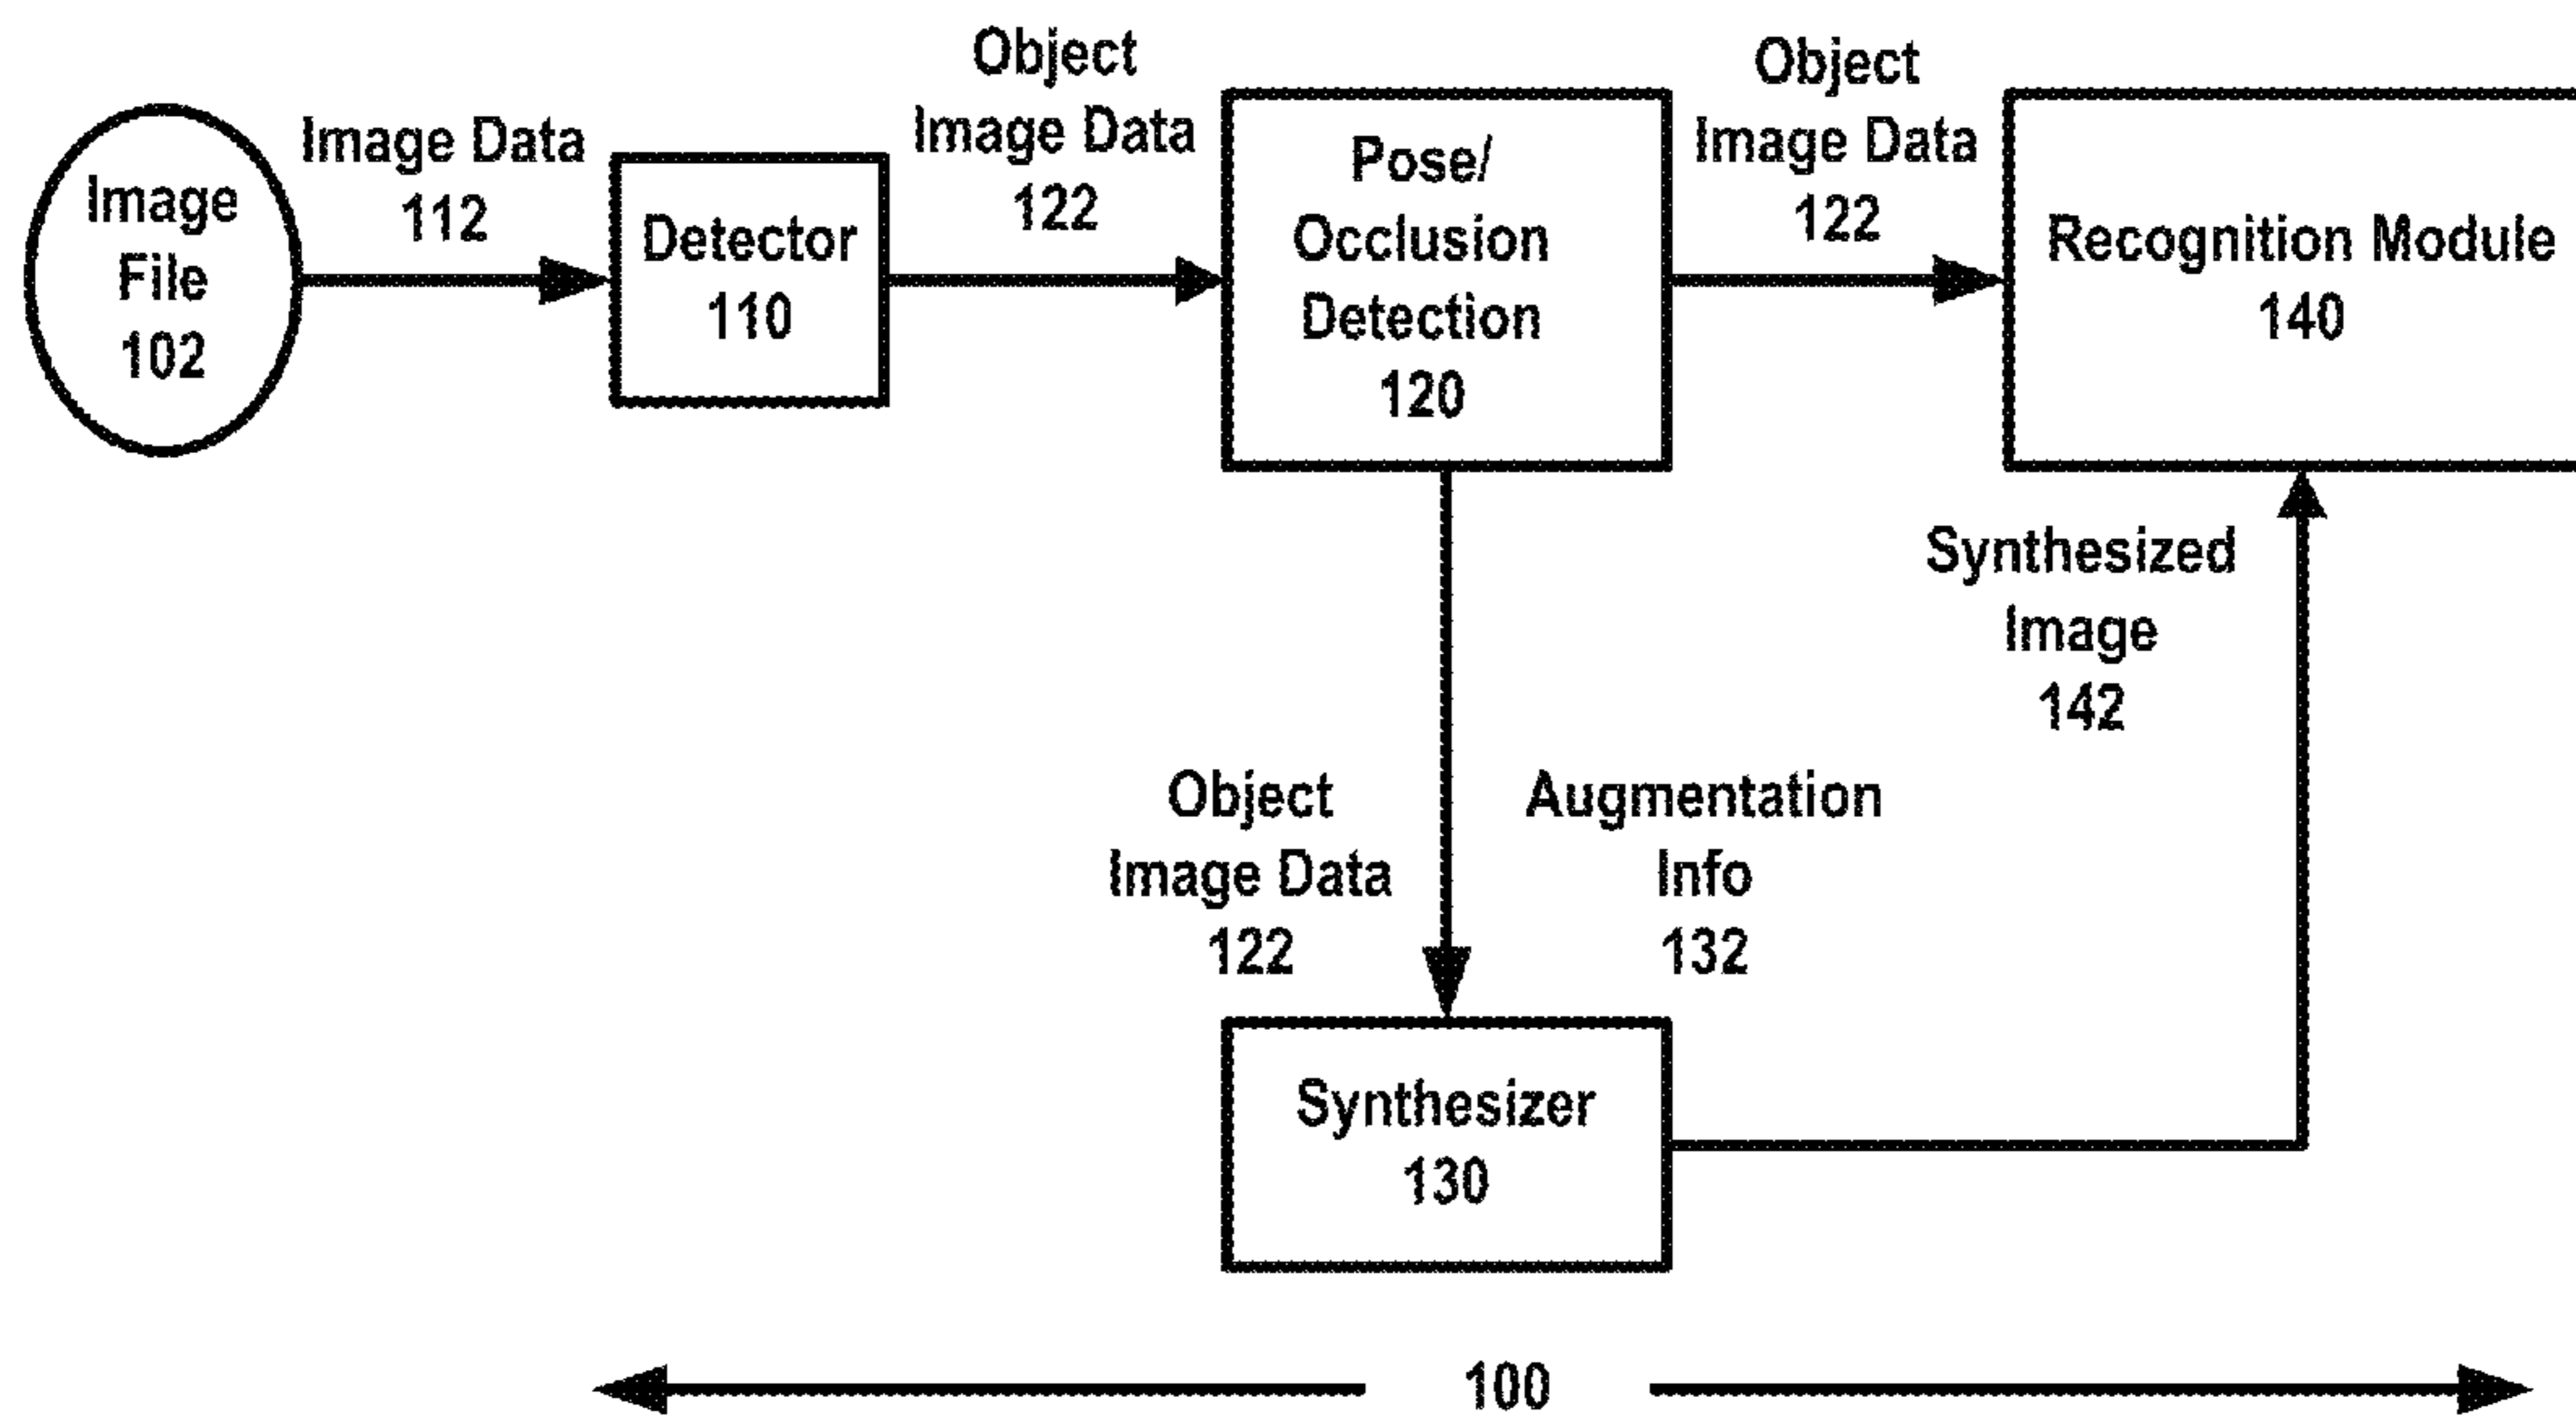 Image
File
102
Image Data
112
Detector
110
Object
Image Data
122
Pose/
Occlusion
Detection
120
Object
Image Data
122
Recognition Module
140
Synthesized
Image
142
Object
Image Data
122
Augmentation
Info
132
Synthesizer
130
100